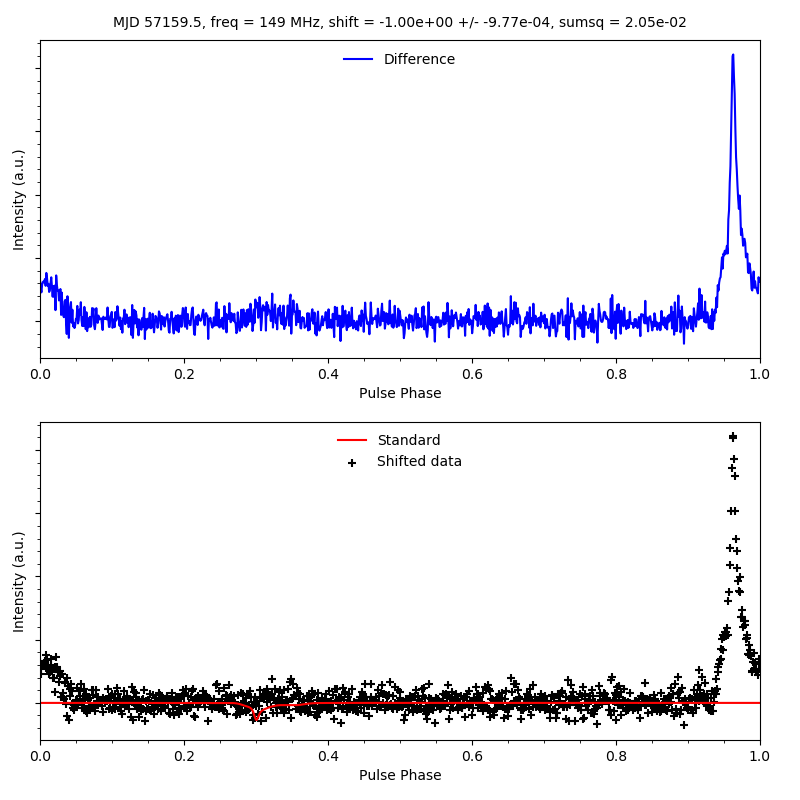 MJD 57159.5, freq = 149 MHz, shift = -1.00e+00 +/- -9.77e-04, sumsq = 2.05e-02
Difference
Intensity (a.u.)
0.0 0.2 0.4 0.6 0.8 1.0
Pulse Phase
Standard
Shifted data
Intensity (a.u.)
0.0 0.2 0.4 0.6 0.8 1.0
Pulse Phase